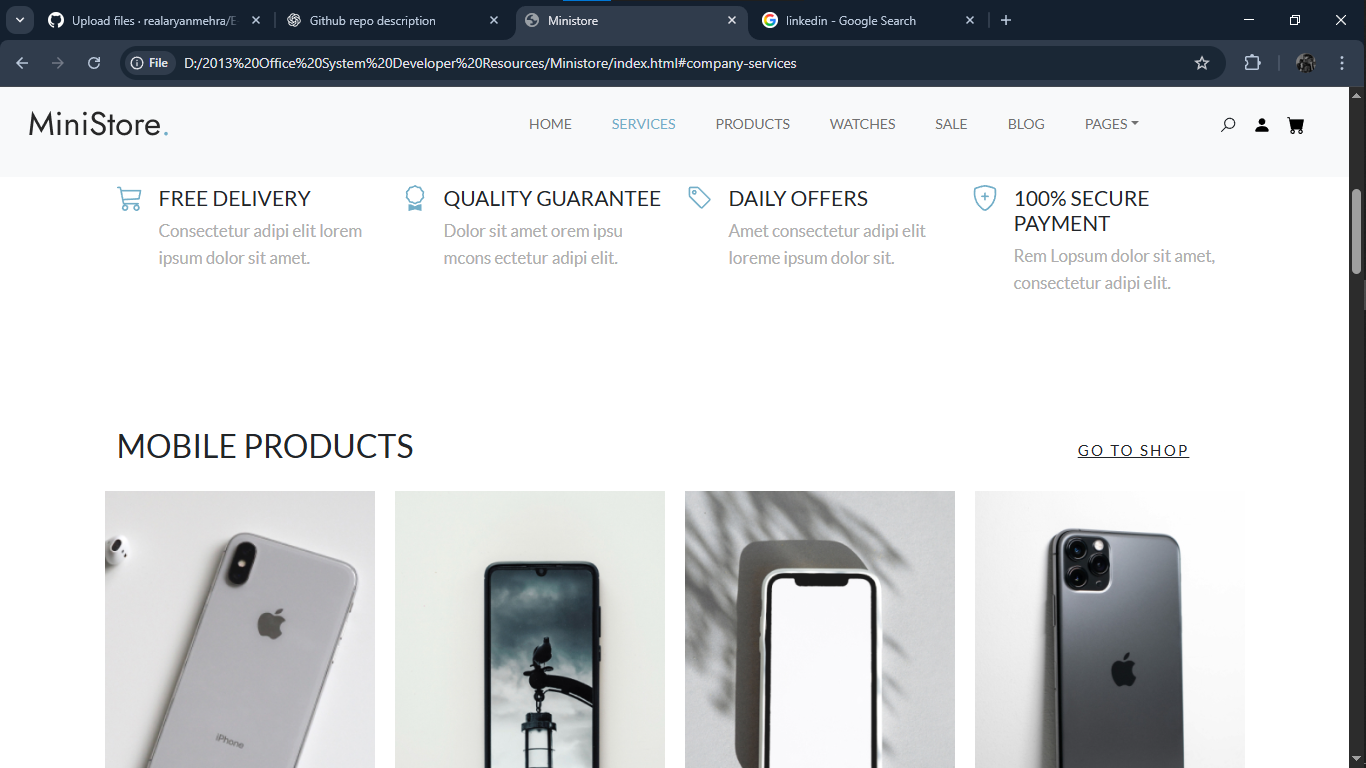 Upload files · realaryanmehra/E
Github repo description
Ministore
linkedin - Google Search
File
D:/2013%20Office%20System%20Developer%20Resources/Ministore/index.html#company-services
MiniStore.
HOME
SERVICES
PRODUCTS
WATCHES
SALE
BLOG
PAGES
FREE DELIVERY
Consectetur adipi elit lorem
ipsum dolor sit amet.
QUALITY GUARANTEE
Dolor sit amet orem ipsu
mcons ectetur adipi elit.
DAILY OFFERS
Amet consectetur adipi elit
loreme ipsum dolor sit.
100% SECURE
PAYMENT
Rem Lopsum dolor sit amet,
consectetur adipi elit.
MOBILE PRODUCTS
GO TO SHOP
iPhone